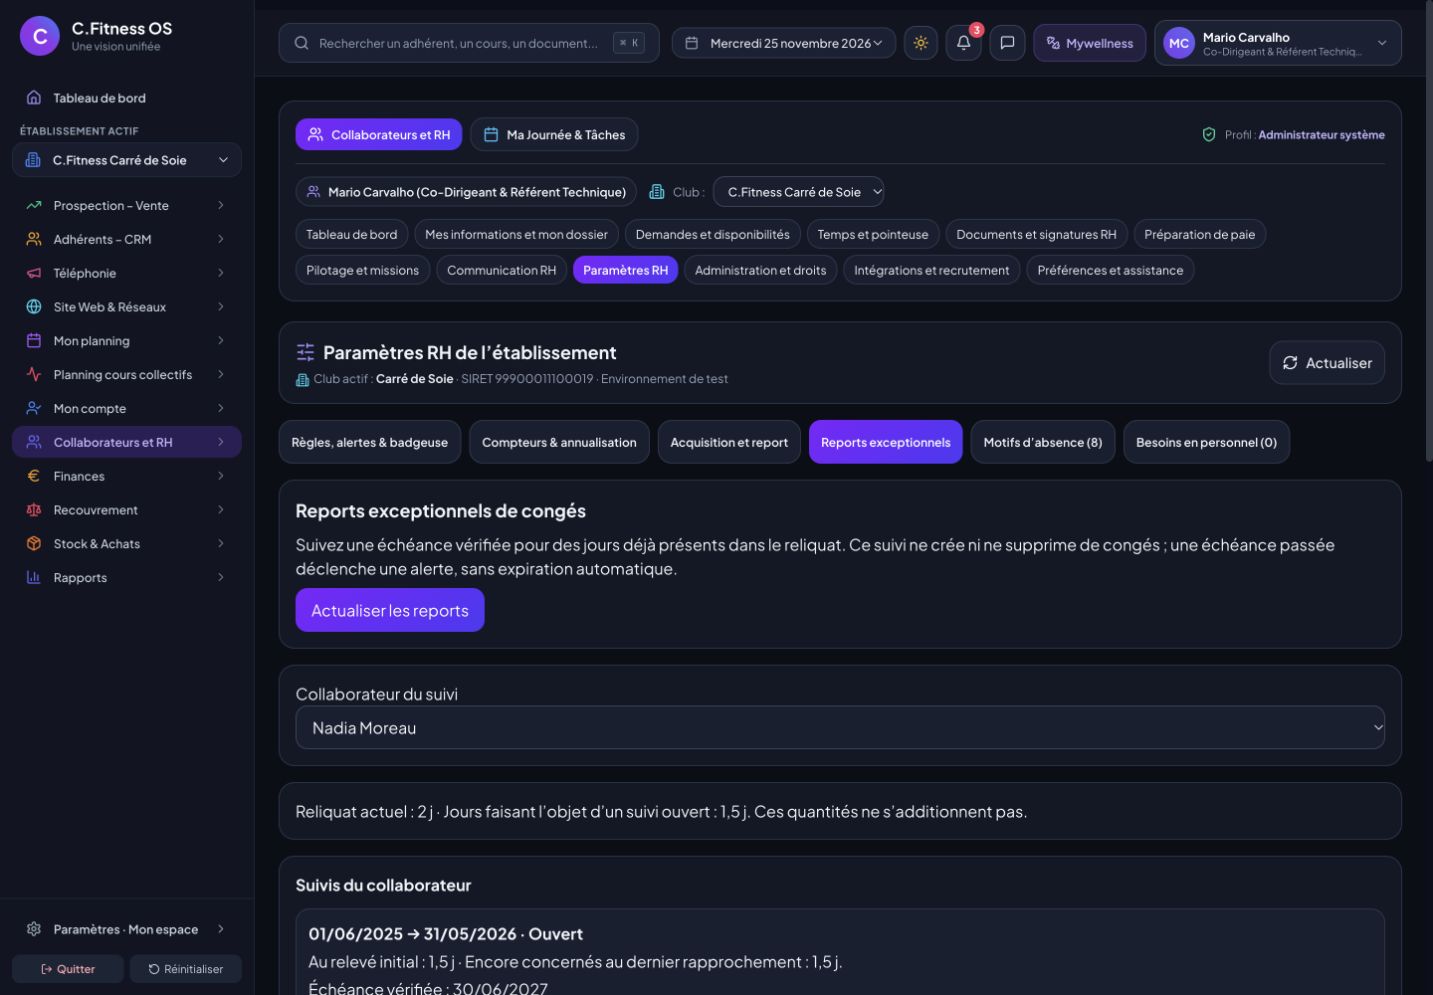 C
C.Fitness OS
Une vision unifiée
Tableau de bord
ÉTABLISSEMENT ACTIF
C.Fitness Carré de Soie
Prospection – Vente
Adhérents – CRM
Téléphonie
Site Web & Réseaux
Mon planning
Planning cours collectifs
Mon compte
Collaborateurs et RH
Finances
Recouvrement
Stock & Achats
Rapports
Paramètres · Mon espace
Quitter
Réinitialiser
Rechercher un adhérent, un cours, un document...
⌘ K
Mercredi 25 novembre 2026
3
Mywellness
MC
Mario Carvalho
Co-Dirigeant & Référent Techniq...
Collaborateurs et RH
Ma Journée & Tâches
Profil : Administrateur système
Mario Carvalho (Co-Dirigeant & Référent Technique)
Club :
C.Fitness Carré de Soie
Tableau de bord
Mes informations et mon dossier
Demandes et disponibilités
Temps et pointeuse
Documents et signatures RH
Préparation de paie
Pilotage et missions
Communication RH
Paramètres RH
Administration et droits
Intégrations et recrutement
Préférences et assistance
Paramètres RH de l’établissement
Club actif : Carré de Soie · SIRET 99900011100019 · Environnement de test
Actualiser
Règles, alertes & badgeuse
Compteurs & annualisation
Acquisition et report
Reports exceptionnels
Motifs d’absence (8)
Besoins en personnel (0)
Reports exceptionnels de congés
Suivez une échéance vérifiée pour des jours déjà présents dans le reliquat. Ce suivi ne crée ni ne supprime de congés ; une échéance passée
déclenche une alerte, sans expiration automatique.
Actualiser les reports
Collaborateur du suivi
Nadia Moreau
Reliquat actuel : 2 j · Jours faisant l’objet d’un suivi ouvert : 1,5 j. Ces quantités ne s’additionnent pas.
Suivis du collaborateur
01/06/2025 → 31/05/2026 · Ouvert
Au relevé initial : 1,5 j · Encore concernés au dernier rapprochement : 1,5 j.
Échéance vérifiée : 30/06/2027